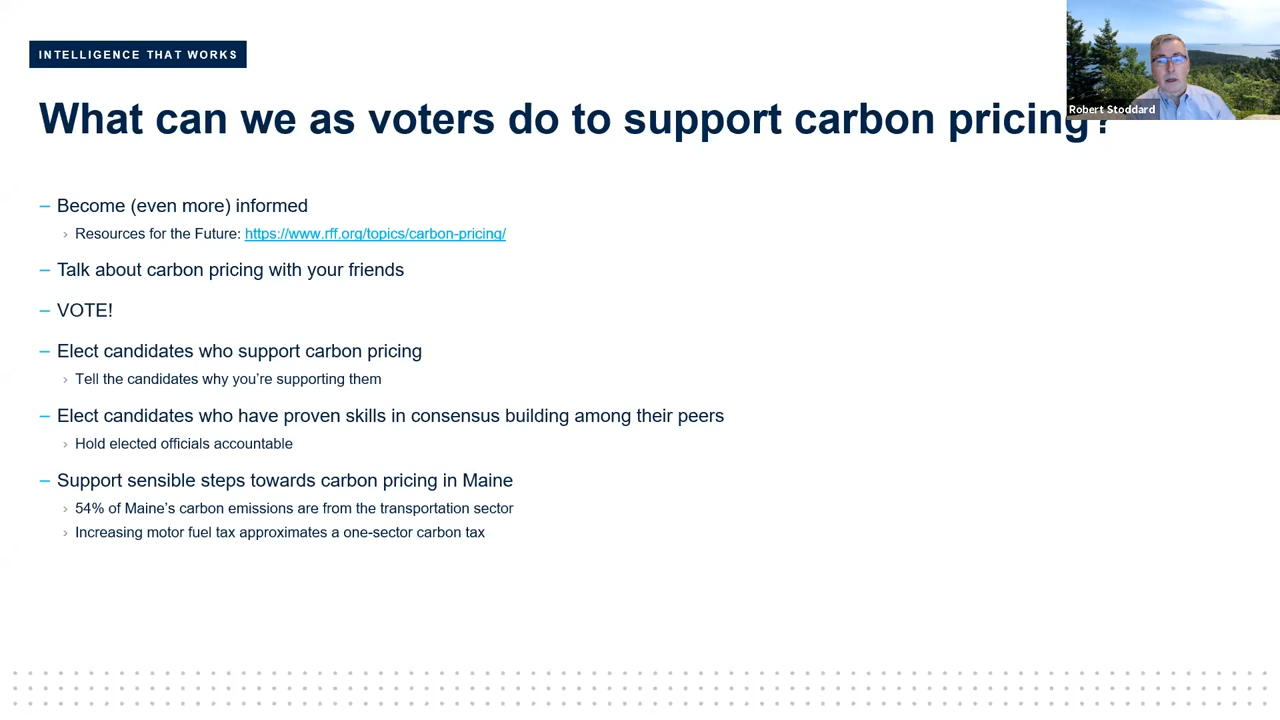 INTELLIGENCE THAT WORKS
What can we as voters do to support carbon pricing?
Robert Stoddard
– Become (even more) informed
› Resources for the Future: https://www.rff.org/topics/carbon-pricing/
– Talk about carbon pricing with your friends
– VOTE!
– Elect candidates who support carbon pricing
› Tell the candidates why you’re supporting them
– Elect candidates who have proven skills in consensus building among their peers
› Hold elected officials accountable
– Support sensible steps towards carbon pricing in Maine
› 54% of Maine’s carbon emissions are from the transportation sector
› Increasing motor fuel tax approximates a one-sector carbon tax